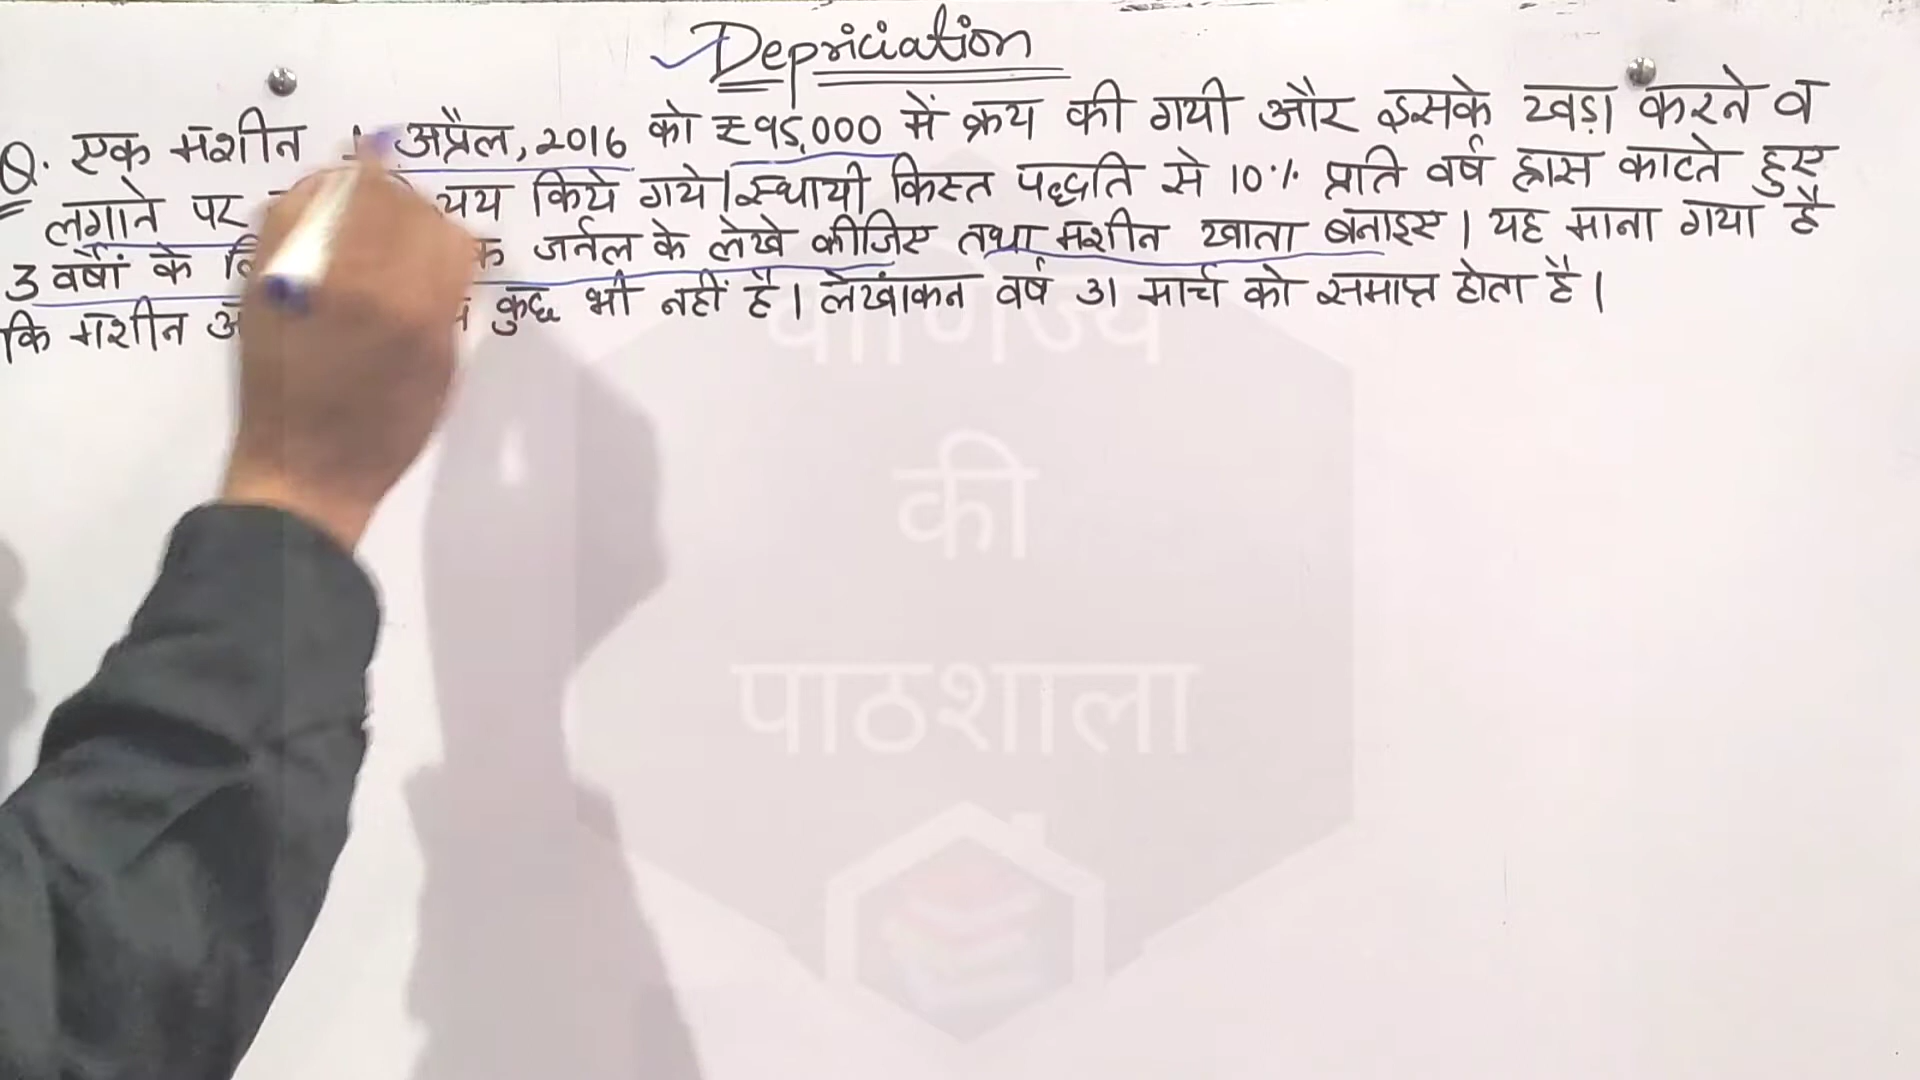 Depriciation
Q. एक मशीन 1 अप्रैल, 2016 को ₹95,000 में क्रय की गयी और इसके खड़ा करने व
लगाने पर व्यय किये गये। स्थायी किस्त पद्धति से 10% प्रति वर्ष ह्रास काटते हुए
3 वर्षों के जर्नल के लेखे कीजिए तथा मशीन खाता बनाइए। यह माना गया है
कि मशीन कुछ भी नहीं है। लेखांकन वर्ष 31 मार्च को समाप्त होता है।
वाणिज्य
की
पाठशाला